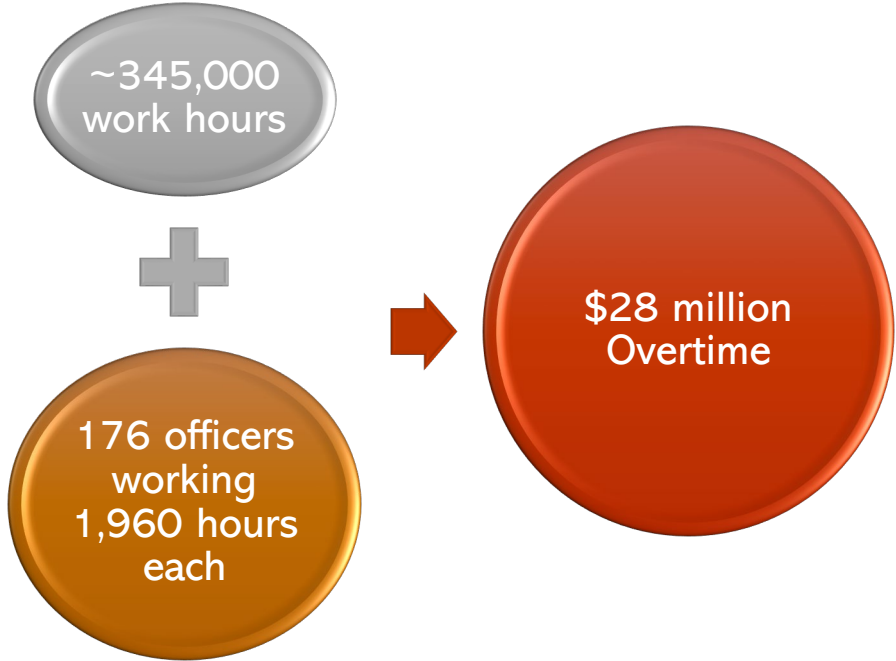 ~345,000
work hours
176 officers
working
1,960 hours
each
$28 million
Overtime